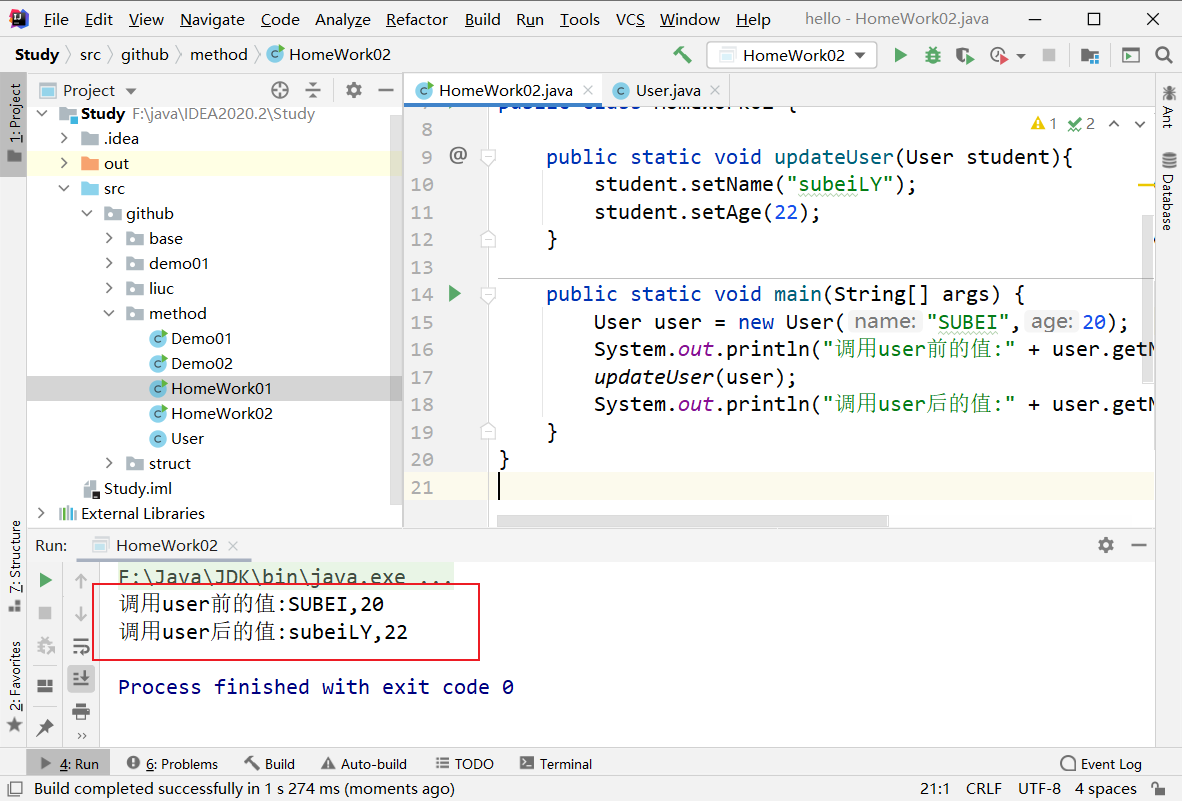 File Edit View Navigate Code Analyze Refactor Build Run Tools VCS Window Help hello - HomeWork02.java
Study src github method HomeWork02 HomeWork02
1: Project
Project
HomeWork02.java User.java
Study F:\java\IDEA2020.2\Study
.idea
out
src
github
base
demo01
liuc
method
Demo01
Demo02
HomeWork01
HomeWork02
User
struct
Study.iml
External Libraries
1 2
8
9 @ public static void updateUser(User student){
10 student.setName("subeiLY");
11 student.setAge(22);
12 }
13
14 public static void main(String[] args) {
15 User user = new User( name: "SUBEI", age: 20);
16 System.out.println("调用user前的值:" + user.get
17 updateUser(user);
18 System.out.println("调用user后的值:" + user.get
19 }
20 }
21
Ant
Database
Run: HomeWork02
F:\Java\JDK\bin\java.exe ...
调用user前的值:SUBEI,20
调用user后的值:subeiLY,22
Process finished with exit code 0
7: Structure
2: Favorites
4: Run 6: Problems Build Auto-build TODO Terminal Event Log
Build completed successfully in 1 s 274 ms (moments ago) 21:1 CRLF UTF-8 4 spaces